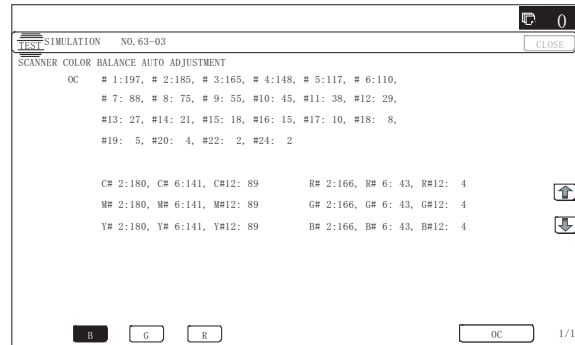 0
TEST SIMULATION NO.63-03
CLOSE
SCANNER COLOR BALANCE AUTO ADJUSTMENT
OC # 1:197, # 2:185, # 3:165, # 4:148, # 5:117, # 6:110,
# 7: 88, # 8: 75, # 9: 55, #10: 45, #11: 38, #12: 29,
#13: 27, #14: 21, #15: 18, #16: 15, #17: 10, #18: 8,
#19: 5, #20: 4, #22: 2, #24: 2
C# 2:180, C# 6:141, C#12: 89 R# 2:166, R# 6: 43, R#12: 4
M# 2:180, M# 6:141, M#12: 89 G# 2:166, G# 6: 43, G#12: 4
Y# 2:180, Y# 6:141, Y#12: 89 B# 2:166, B# 6: 43, B#12: 4
B G R OC 1/1